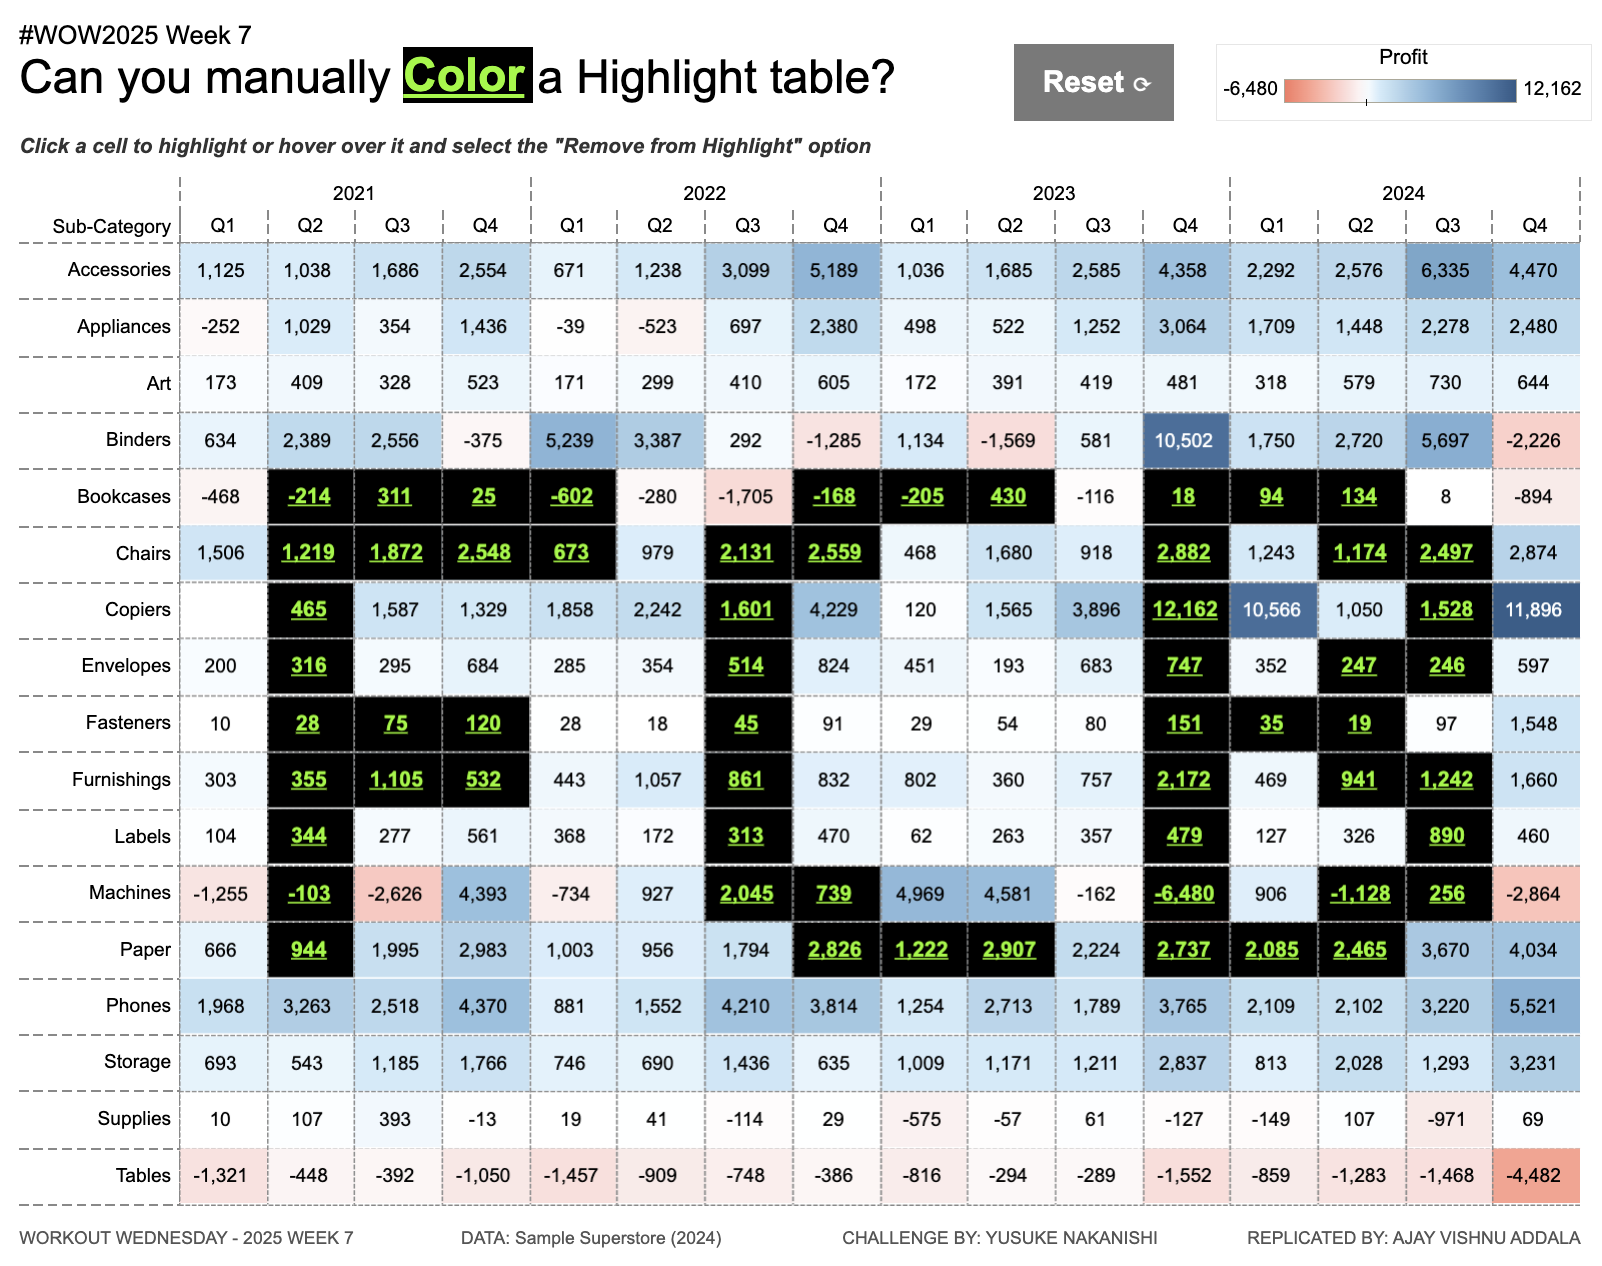 #WOW2025 Week 7
Can you manually Color a Highlight table?
Reset ⟳
Profit
-6,480 12,162
Click a cell to highlight or hover over it and select the "Remove from Highlight" option
2021 2022 2023 2024
Sub-Category Q1 Q2 Q3 Q4 Q1 Q2 Q3 Q4 Q1 Q2 Q3 Q4 Q1 Q2 Q3 Q4
Accessories 1,125 1,038 1,686 2,554 671 1,238 3,099 5,189 1,036 1,685 2,585 4,358 2,292 2,576 6,335 4,470
Appliances -252 1,029 354 1,436 -39 -523 697 2,380 498 522 1,252 3,064 1,709 1,448 2,278 2,480
Art 173 409 328 523 171 299 410 605 172 391 419 481 318 579 730 644
Binders 634 2,389 2,556 -375 5,239 3,387 292 -1,285 1,134 -1,569 581 10,502 1,750 2,720 5,697 -2,226
Bookcases -468 -214 311 25 -602 -280 -1,705 -168 -205 430 -116 18 94 134 8 -894
Chairs 1,506 1,219 1,872 2,548 673 979 2,131 2,559 468 1,680 918 2,882 1,243 1,174 2,497 2,874
Copiers 465 1,587 1,329 1,858 2,242 1,601 4,229 120 1,565 3,896 12,162 10,566 1,050 1,528 11,896
Envelopes 200 316 295 684 285 354 514 824 451 193 683 747 352 247 246 597
Fasteners 10 28 75 120 28 18 45 91 29 54 80 151 35 19 97 1,548
Furnishings 303 355 1,105 532 443 1,057 861 832 802 360 757 2,172 469 941 1,242 1,660
Labels 104 344 277 561 368 172 313 470 62 263 357 479 127 326 890 460
Machines -1,255 -103 -2,626 4,393 -734 927 2,045 739 4,969 4,581 -162 -6,480 906 -1,128 256 -2,864
Paper 666 944 1,995 2,983 1,003 956 1,794 2,826 1,222 2,907 2,224 2,737 2,085 2,465 3,670 4,034
Phones 1,968 3,263 2,518 4,370 881 1,552 4,210 3,814 1,254 2,713 1,789 3,765 2,109 2,102 3,220 5,521
Storage 693 543 1,185 1,766 746 690 1,436 635 1,009 1,171 1,211 2,837 813 2,028 1,293 3,231
Supplies 10 107 393 -13 19 41 -114 29 -575 -57 61 -127 -149 107 -971 69
Tables -1,321 -448 -392 -1,050 -1,457 -909 -748 -386 -816 -294 -289 -1,552 -859 -1,283 -1,468 -4,482
WORKOUT WEDNESDAY - 2025 WEEK 7 DATA: Sample Superstore (2024) CHALLENGE BY: YUSUKE NAKANISHI REPLICATED BY: AJAY VISHNU ADDALA